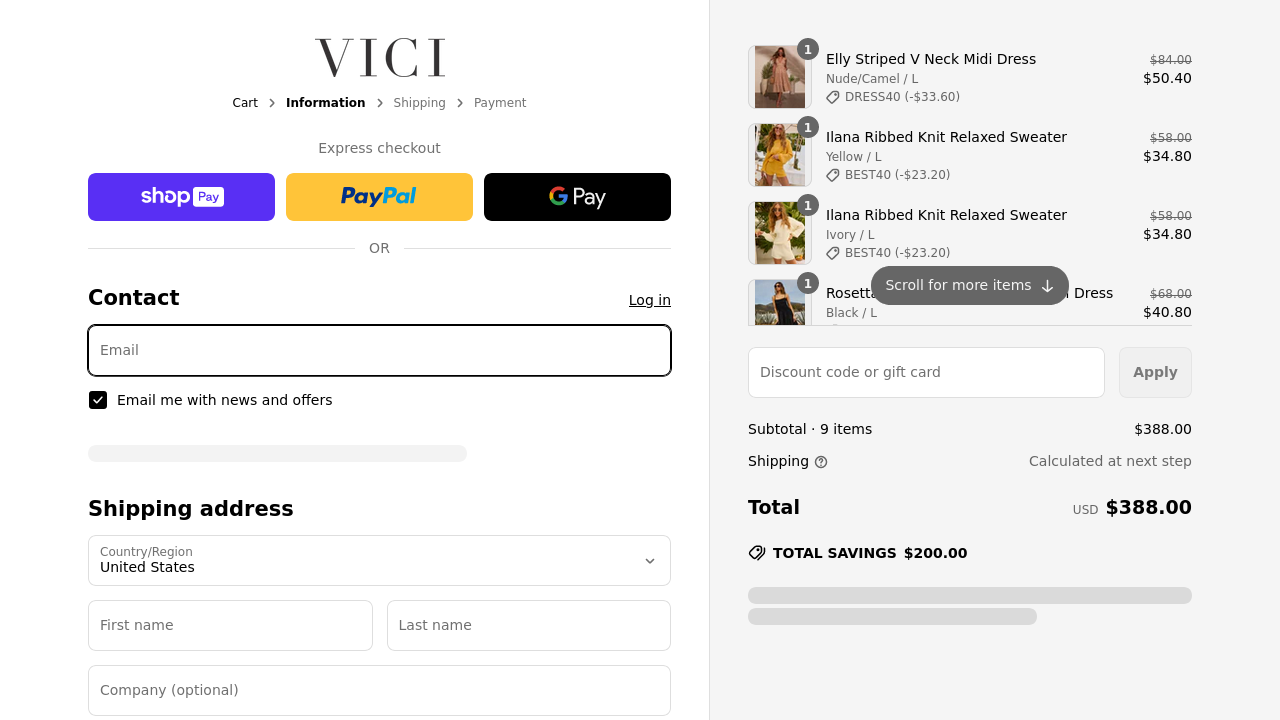 VICI
Cart > Information > Shipping > Payment
Express checkout
shop Pay
PayPal
G Pay
OR
Contact
Log in
Email
Email me with news and offers
Shipping address
Country/Region
United States
First name
Last name
Company (optional)
1
Elly Striped V Neck Midi Dress
$84.00
Nude/Camel / L
$50.40
DRESS40 (-$33.60)
1
Ilana Ribbed Knit Relaxed Sweater
$58.00
Yellow / L
$34.80
BEST40 (-$23.20)
1
Ilana Ribbed Knit Relaxed Sweater
$58.00
Ivory / L
$34.80
BEST40 (-$23.20)
Scroll for more items
1
Dress
$68.00
Black / L
$40.80
Discount code or gift card
Apply
Subtotal · 9 items
$388.00
Shipping
Calculated at next step
Total
USD $388.00
TOTAL SAVINGS $200.00